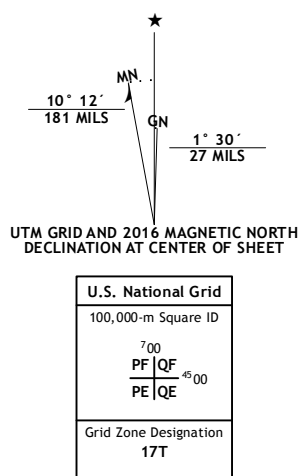 ★
MN
10° 12´
181 MILS
GN
1° 30´
27 MILS
UTM GRID AND 2016 MAGNETIC NORTH
DECLINATION AT CENTER OF SHEET
U.S. National Grid
100,000-m Square ID
⁷00
PF QF
⁴⁵00
PE QE
Grid Zone Designation
17T